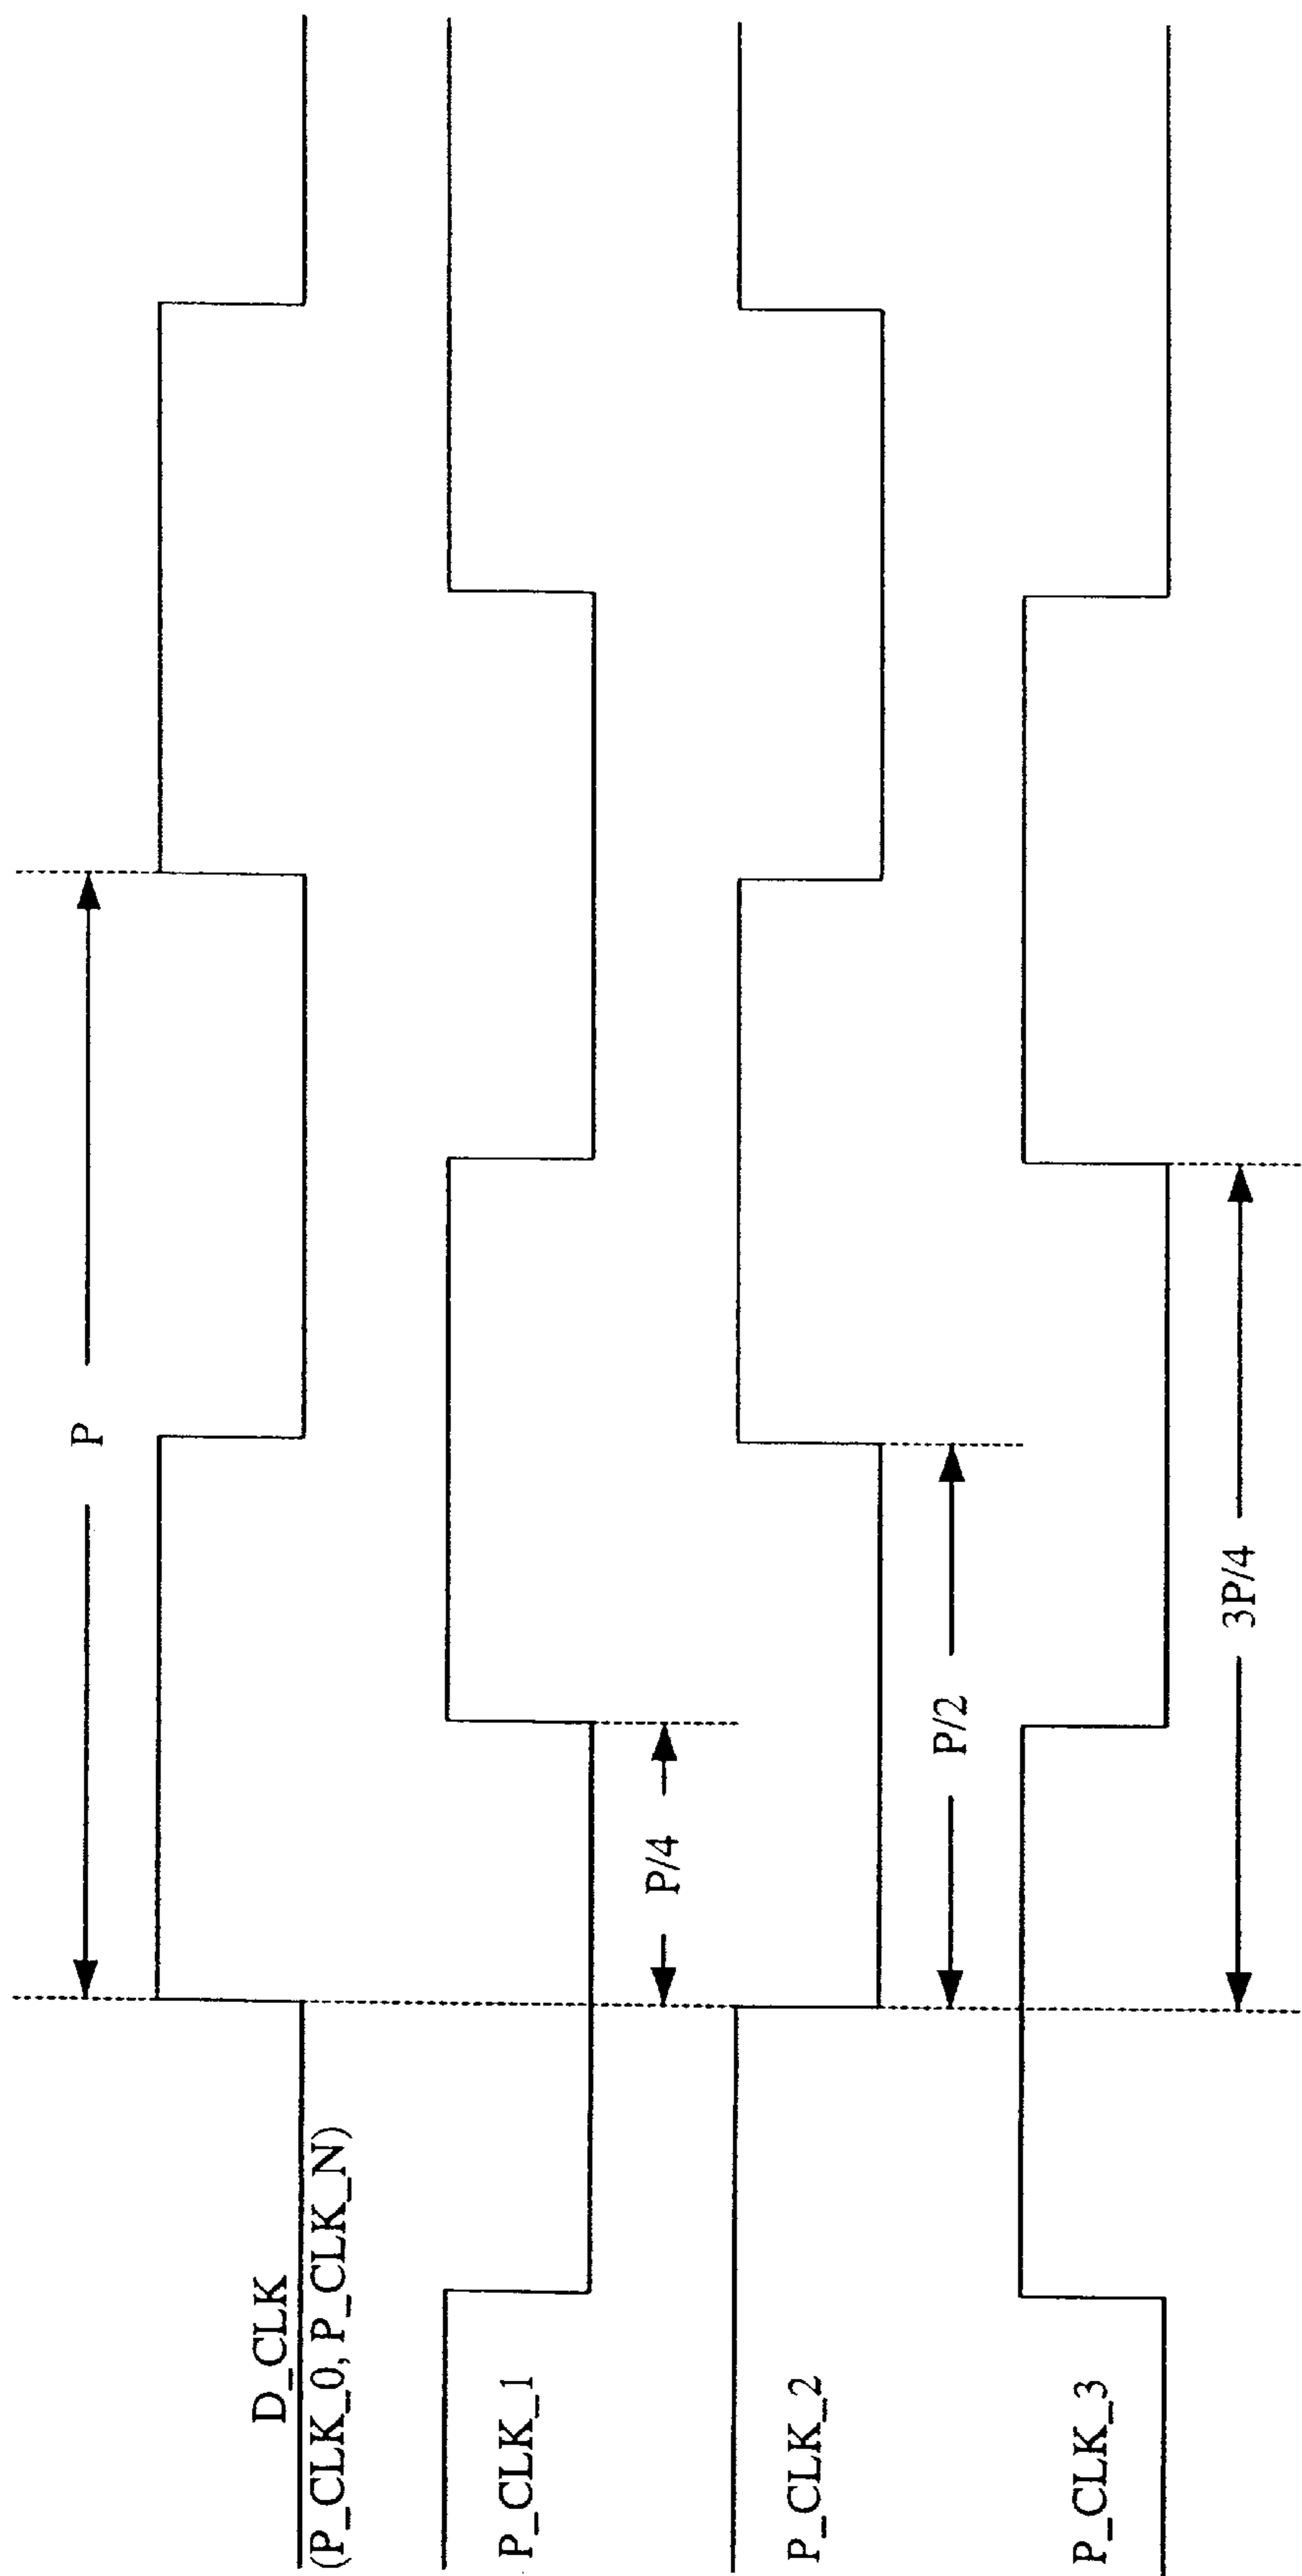 P
D_CLK
(P_CLK_0, P_CLK_N)
P_CLK_1
P/4
P_CLK_2
P/2
P_CLK_3
3P/4